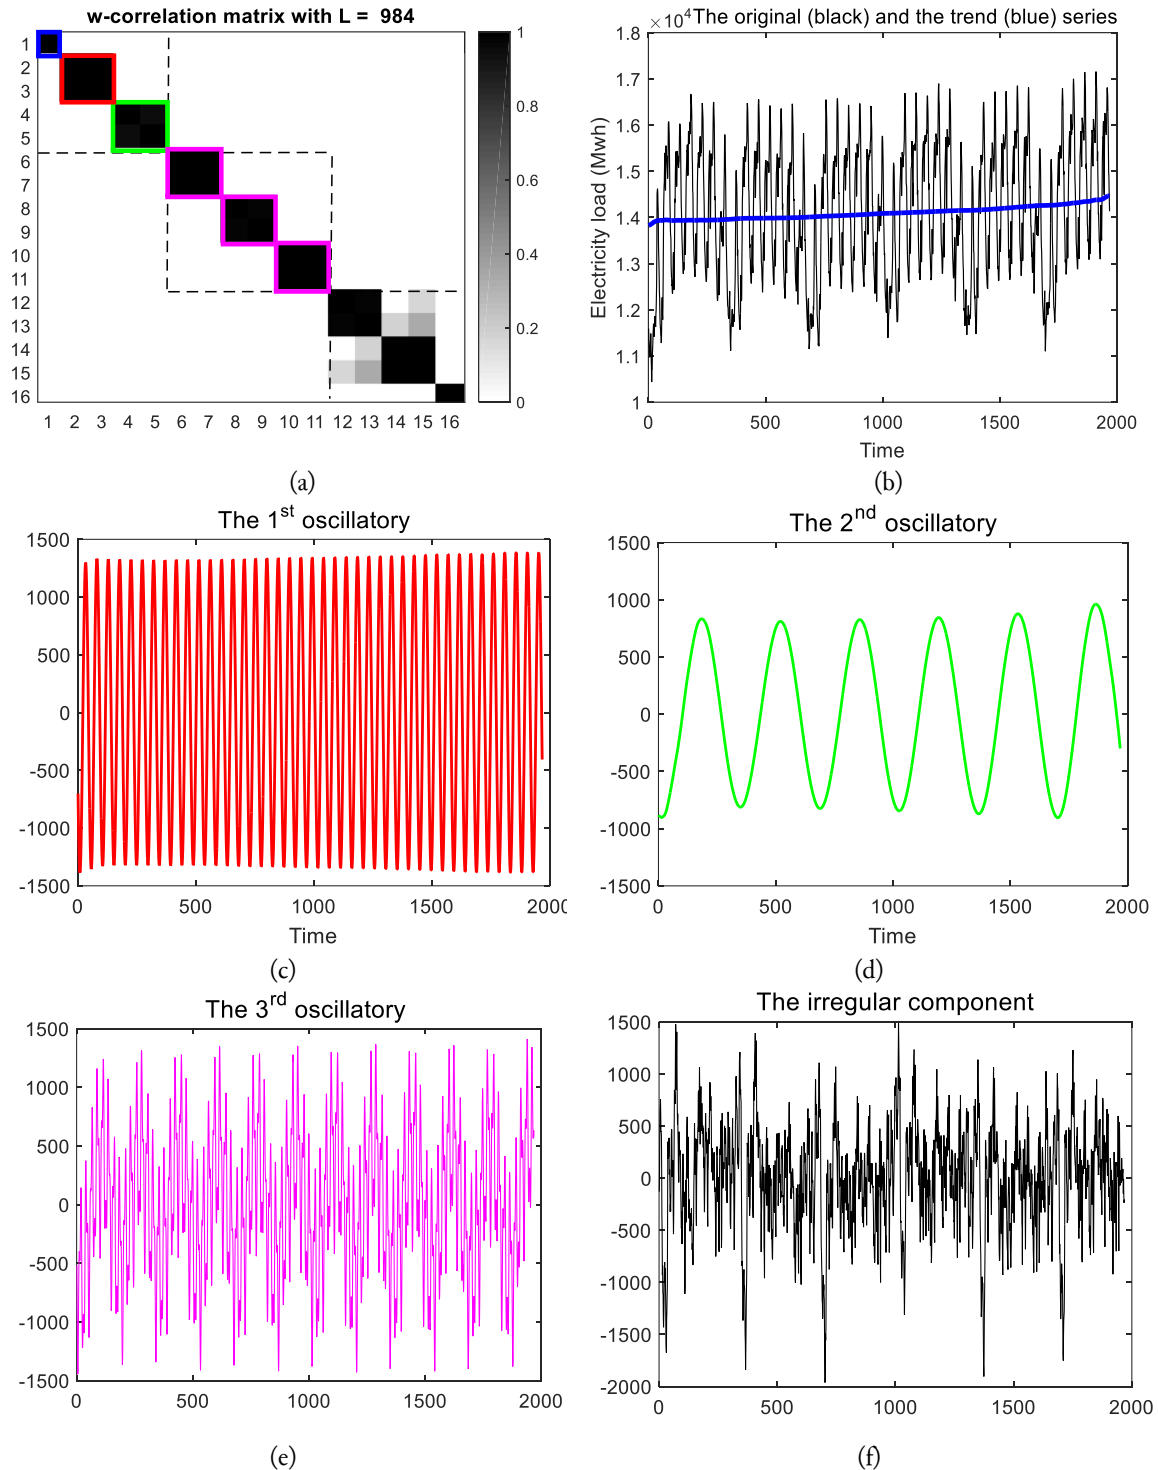 w-correlation matrix with L = 984
1
2
3
4
5
6
7
8
9
10
11
12
13
14
15
16
1 2 3 4 5 6 7 8 9 10 11 12 13 14 15 16
1
0.8
0.6
0.4
0.2
0
(a)
×10⁴ The original (black) and the trend (blue) series
Electricity load (Mwh)
1.8
1.7
1.6
1.5
1.4
1.3
1.2
1.1
1
0 500 1000 1500 2000
Time
(b)
The 1st oscillatory
1500
1000
500
0
-500
-1000
-1500
0 500 1000 1500 2000
Time
(c)
The 2nd oscillatory
1500
1000
500
0
-500
-1000
-1500
0 500 1000 1500 2000
Time
(d)
The 3rd oscillatory
1500
1000
500
0
-500
-1000
-1500
0 500 1000 1500 2000
(e)
The irregular component
1500
1000
500
0
-500
-1000
-1500
-2000
0 500 1000 1500 2000
(f)